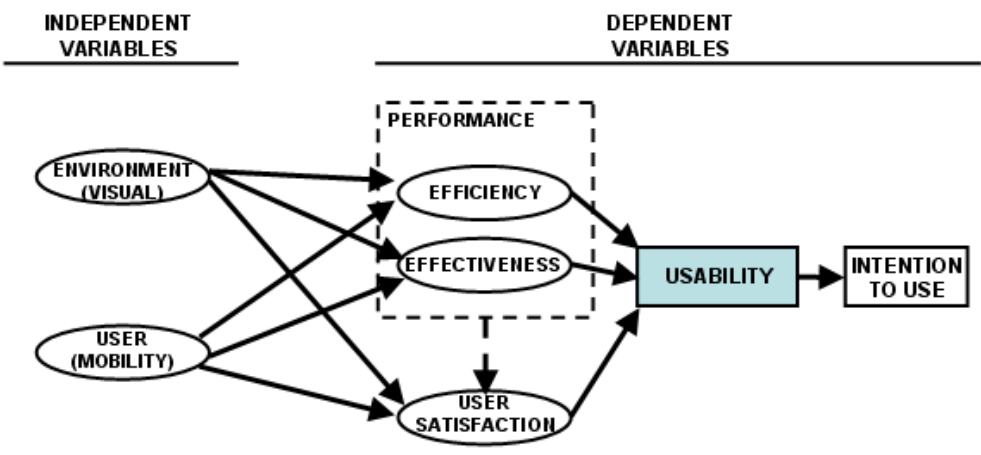 INDEPENDENT
VARIABLES
DEPENDENT
VARIABLES
PERFORMANCE
ENVIRONMENT
(VISUAL)
EFFICIENCY
EFFECTIVENESS
USABILITY
INTENTION
TO USE
USER
(MOBILITY)
USER
SATISFACTION